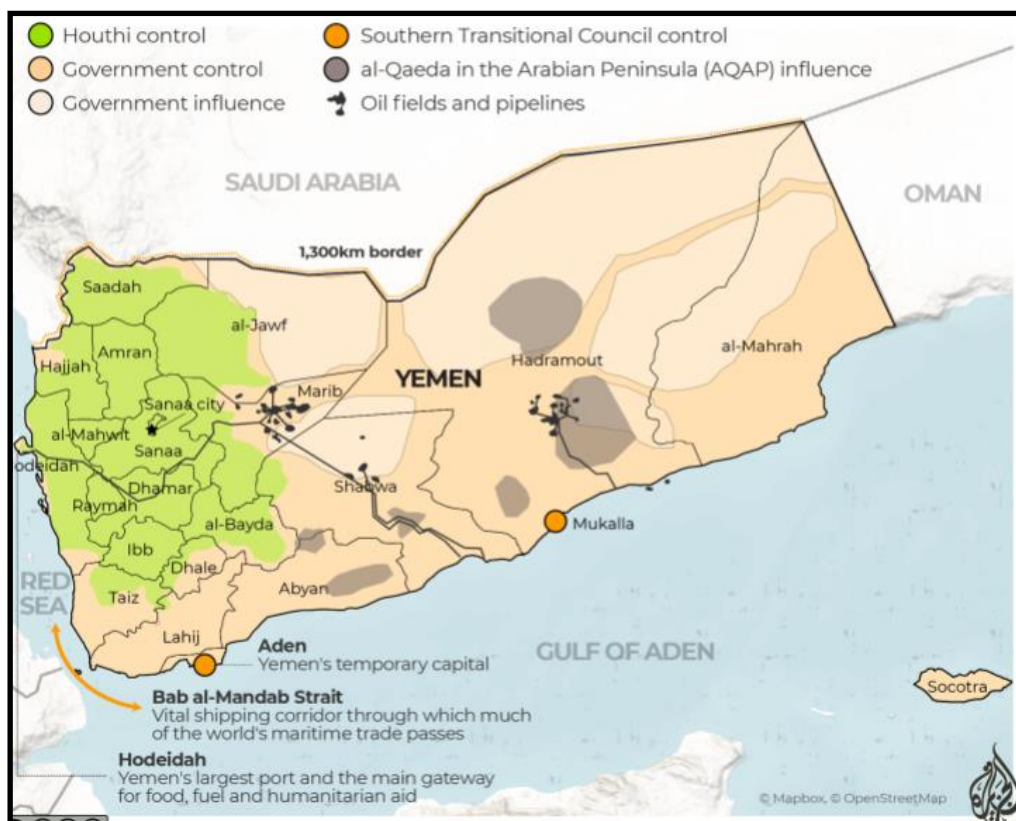 Houthi control
Government control
Government influence
Southern Transitional Council control
al-Qaeda in the Arabian Peninsula (AQAP) influence
Oil fields and pipelines
SAUDI ARABIA
OMAN
1,300km border
Saadah
al-Jawf
Amran
Hajjah
Hadramout
al-Mahrah
YEMEN
Marib
Sanaa city
al-Mahwit
Sanaa
odeidah
Dhamar
Shabwa
Raymah
al-Bayda
Mukalla
Ibb
Dhale
RED
SEA
Taiz
Abyan
Lahij
Aden
Yemen's temporary capital
GULF OF ADEN
Socotra
Bab al-Mandab Strait
Vital shipping corridor through which much
of the world's maritime trade passes
Hodeidah
Yemen's largest port and the main gateway
for food, fuel and humanitarian aid
© Mapbox, © OpenStreetMap